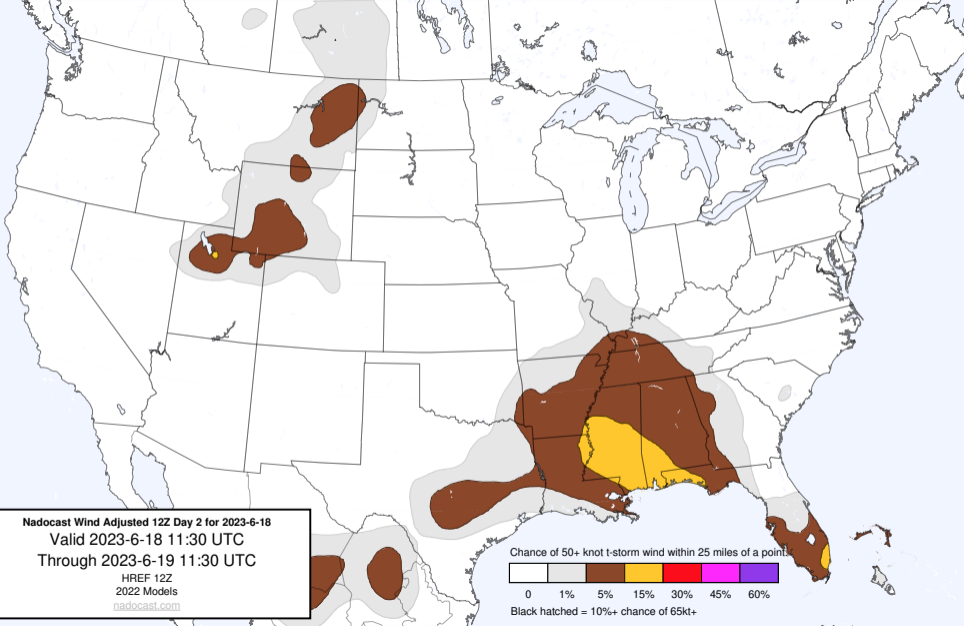 Nadocast Wind Adjusted 12Z Day 2 for 2023-6-18
Valid 2023-6-18 11:30 UTC
Through 2023-6-19 11:30 UTC
HREF 12Z
2022 Models
nadocast.com
Chance of 50+ knot t-storm wind within 25 miles of a point.
0 1% 5% 15% 30% 45% 60%
Black hatched = 10%+ chance of 65kt+